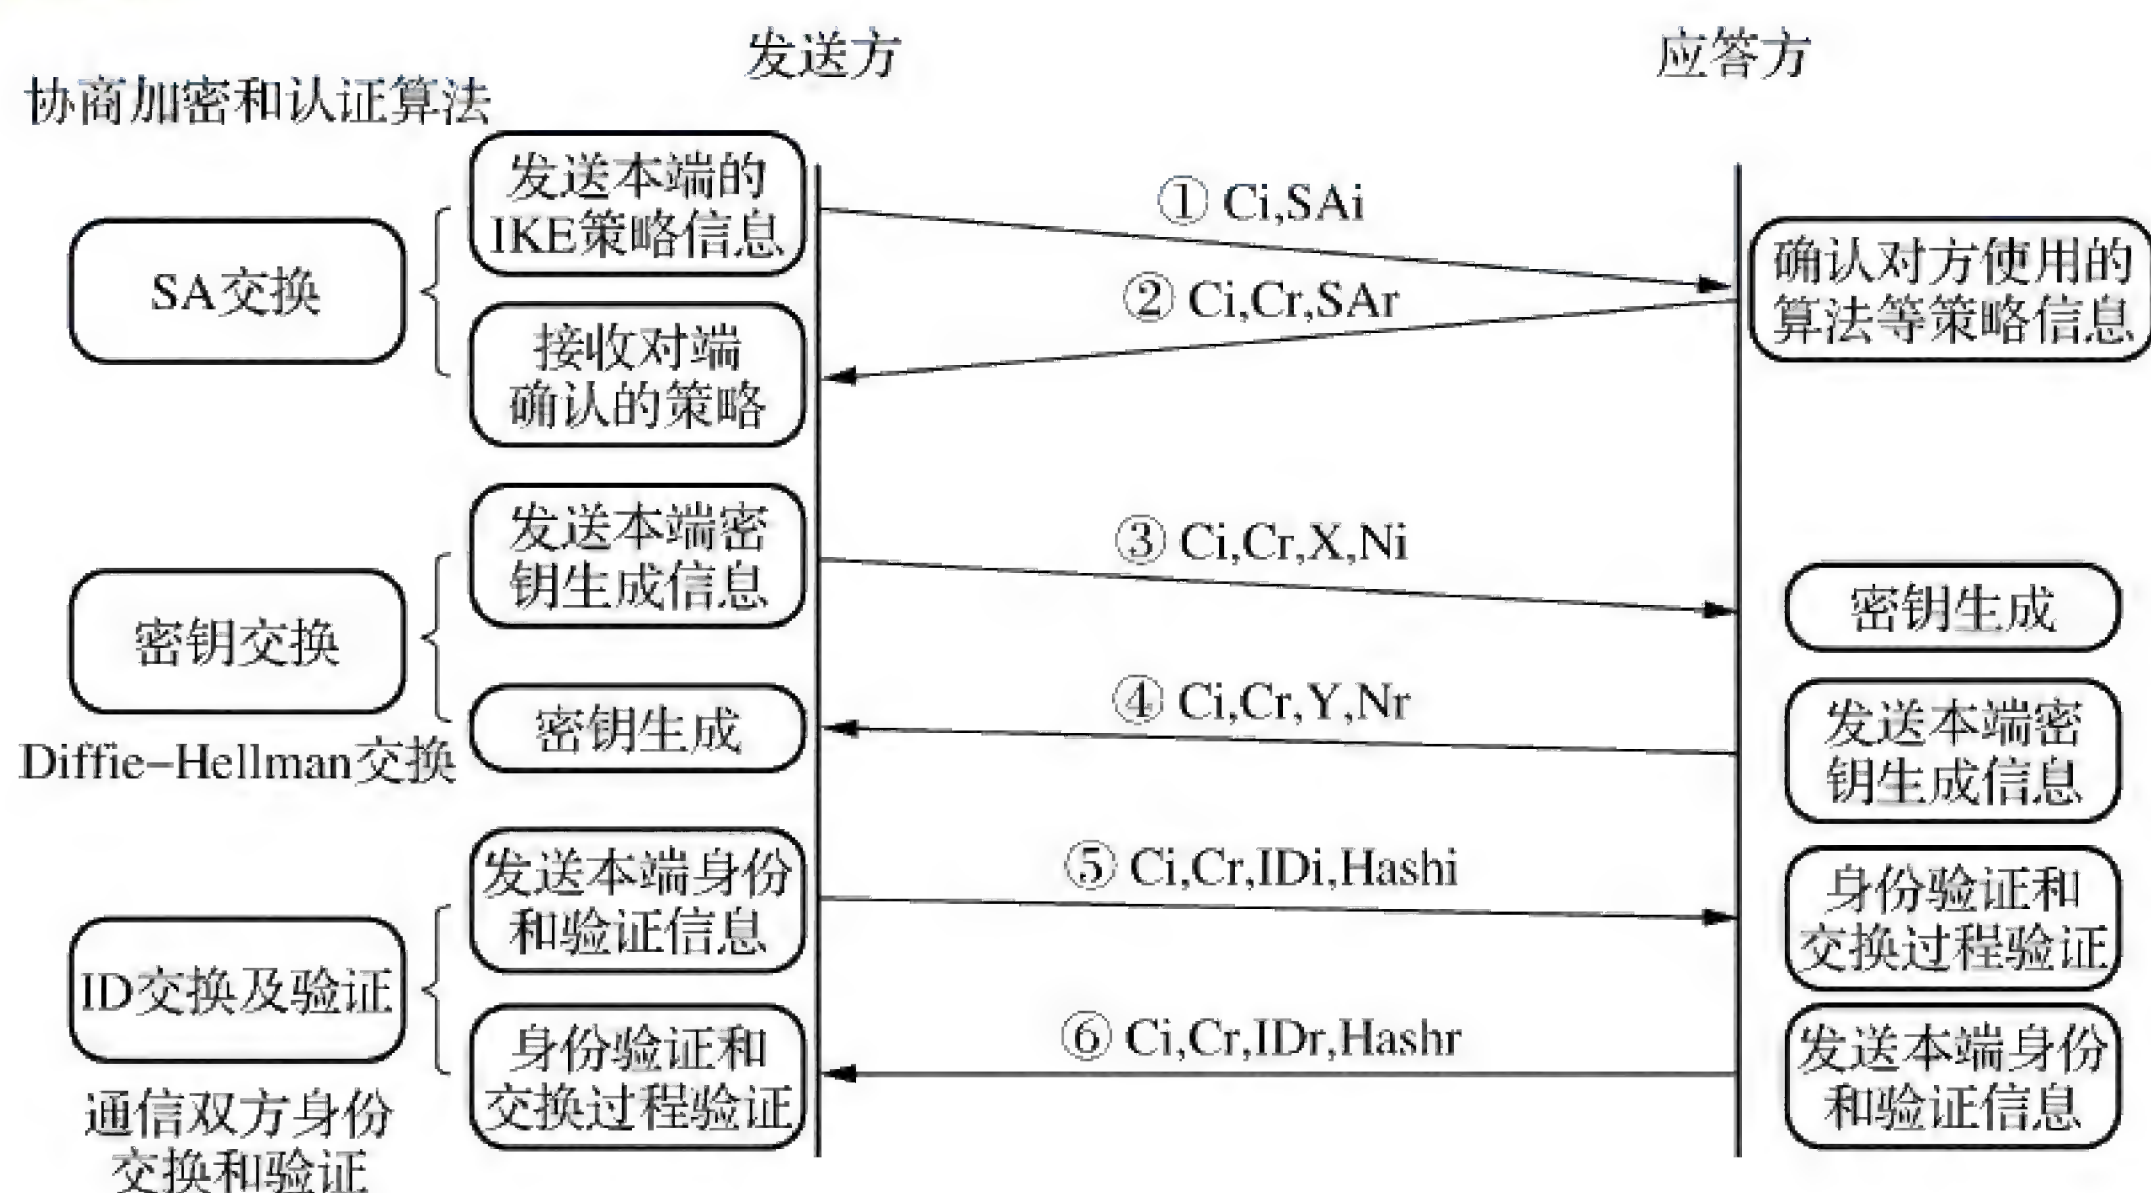 发送方
应答方
协商加密和认证算法
发送本端的
IKE策略信息
① Ci,SAi
SA交换
确认对方使用的
算法等策略信息
② Ci,Cr,SAr
接收对端
确认的策略
发送本端密
钥生成信息
③ Ci,Cr,X,Ni
密钥交换
密钥生成
密钥生成
④ Ci,Cr,Y,Nr
Diffie-Hellman交换
发送本端密
钥生成信息
发送本端身份
和验证信息
⑤ Ci,Cr,IDi,Hashi
身份验证和
交换过程验证
ID交换及验证
身份验证和
交换过程验证
⑥ Ci,Cr,IDr,Hashr
发送本端身份
和验证信息
通信双方身份
交换和验证